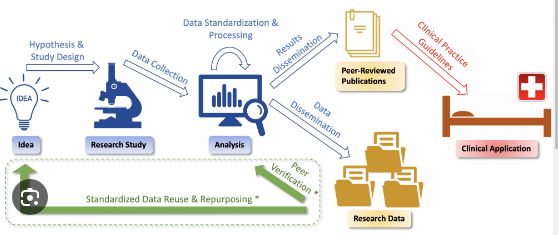 Hypothesis &
Study Design
Data Collection
Data Standardization &
Processing
Results
Dissemination
Data
Dissemination
Clinical Practice
Guidelines
IDEA
Idea
Research Study
Analysis
Peer-Reviewed
Publications
Clinical Application
Peer
Verification *
Standardized Data Reuse & Repurposing *
Research Data